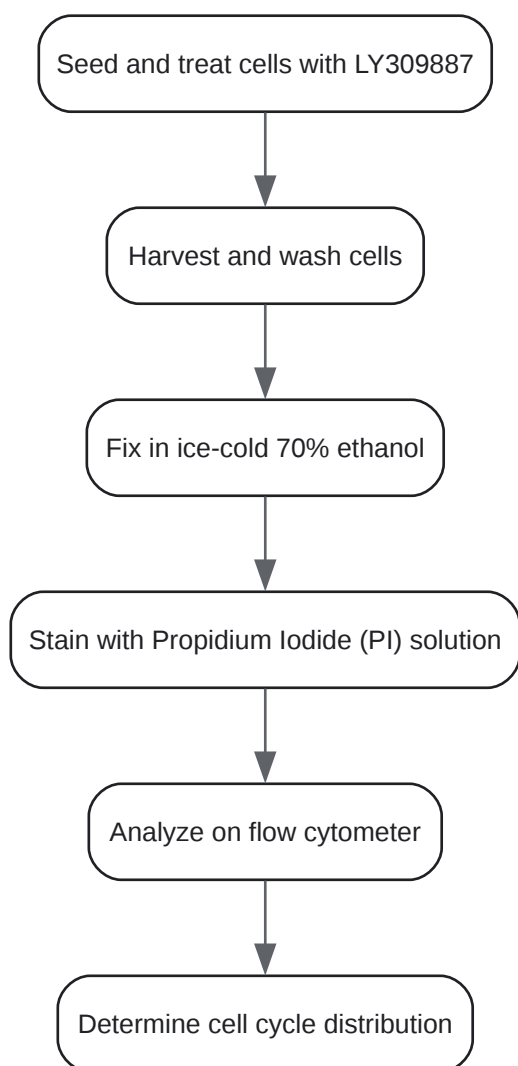 Seed and treat cells with LY309887
Harvest and wash cells
Fix in ice-cold 70% ethanol
Stain with Propidium Iodide (PI) solution
Analyze on flow cytometer
Determine cell cycle distribution